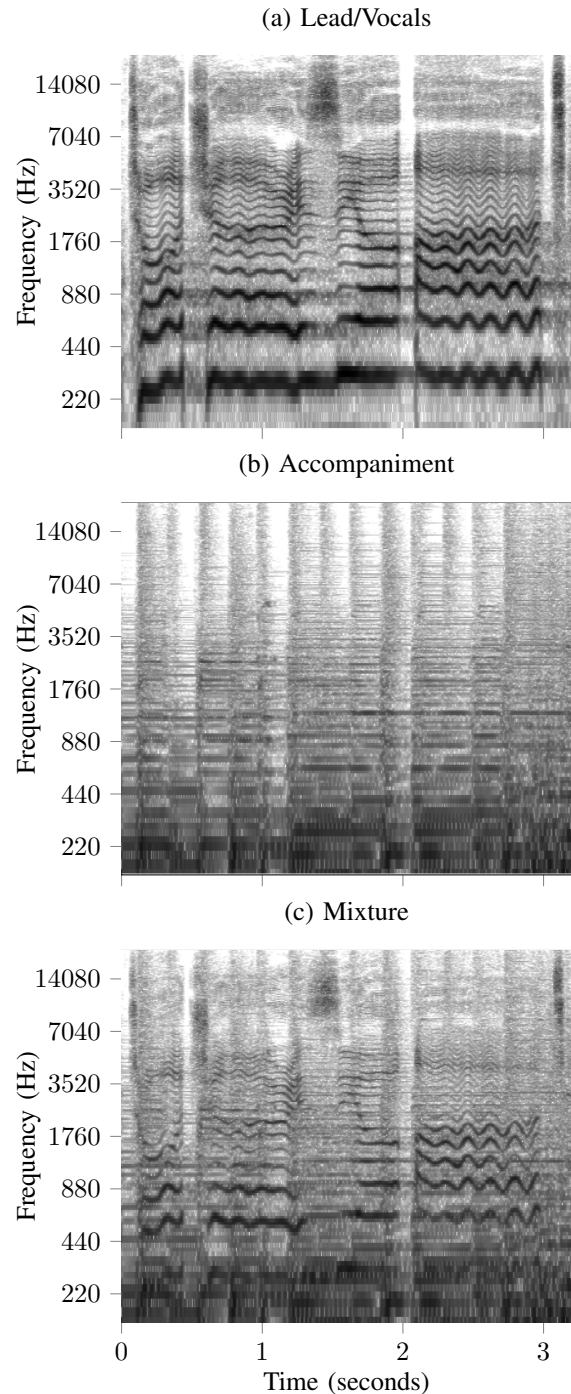 (a) Lead/Vocals
14080
7040
3520
1760
880
440
220
Frequency (Hz)
(b) Accompaniment
14080
7040
3520
1760
880
440
220
Frequency (Hz)
(c) Mixture
14080
7040
3520
1760
880
440
220
Frequency (Hz)
0 1 2 3
Time (seconds)